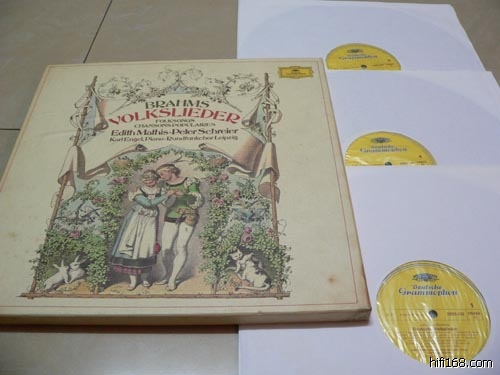 BRAHMS
VOLKSLIEDER
FOLKSONGS
CHANSONS POPULAIRES
Edith Mathis·Peter Schreier
Karl Engel, Piano·Rundfunkchor Leipzig
Deutsche
Grammophon
Deutsche
Grammophon
Deutsche
Grammophon
1
hifi168.com